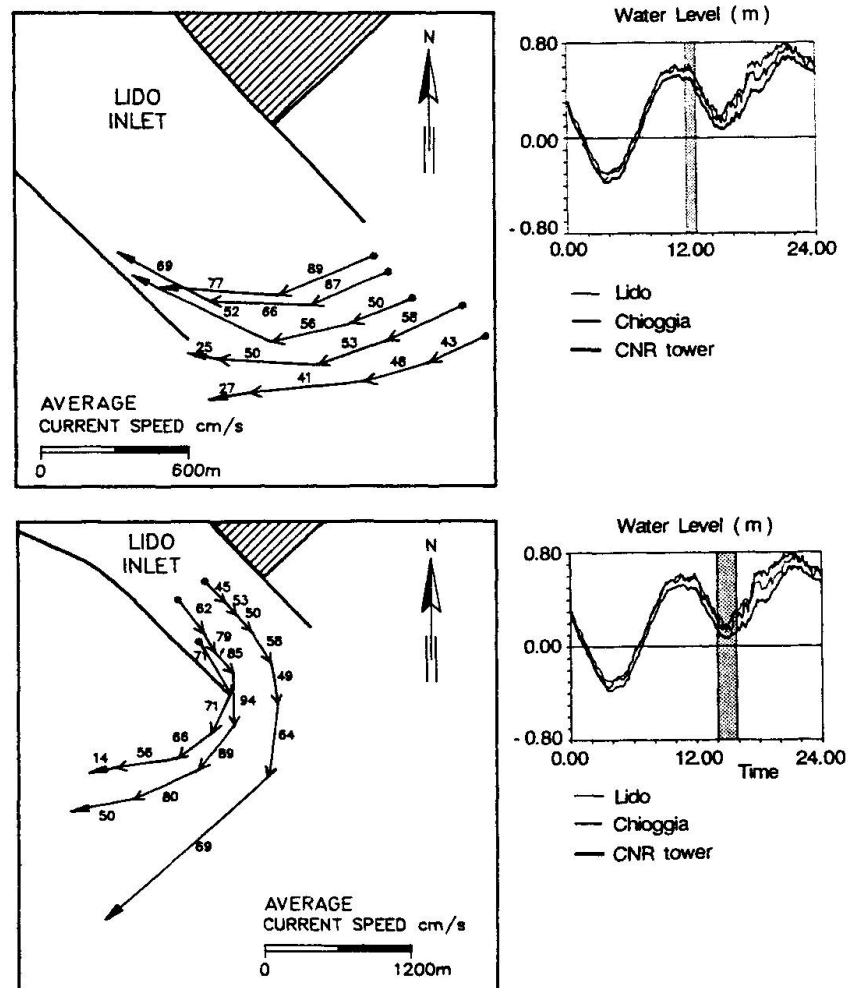 LIDO
INLET
N
69
77
89
87
52
66
50
56
58
53
25
50
43
48
41
27
AVERAGE
CURRENT SPEED cm/s
0 600m
Water Level (m)
0.80
0.00
-0.80
0.00 12.00 24.00
Lido
Chioggia
CNR tower
LIDO
INLET
N
45
53
50
62
79
85
58
49
71
94
64
66
56
14
89
80
50
69
AVERAGE
CURRENT SPEED cm/s
0 1200m
Water Level (m)
0.80
0.00
-0.80
0.00 12.00 24.00
Time
Lido
Chioggia
CNR tower